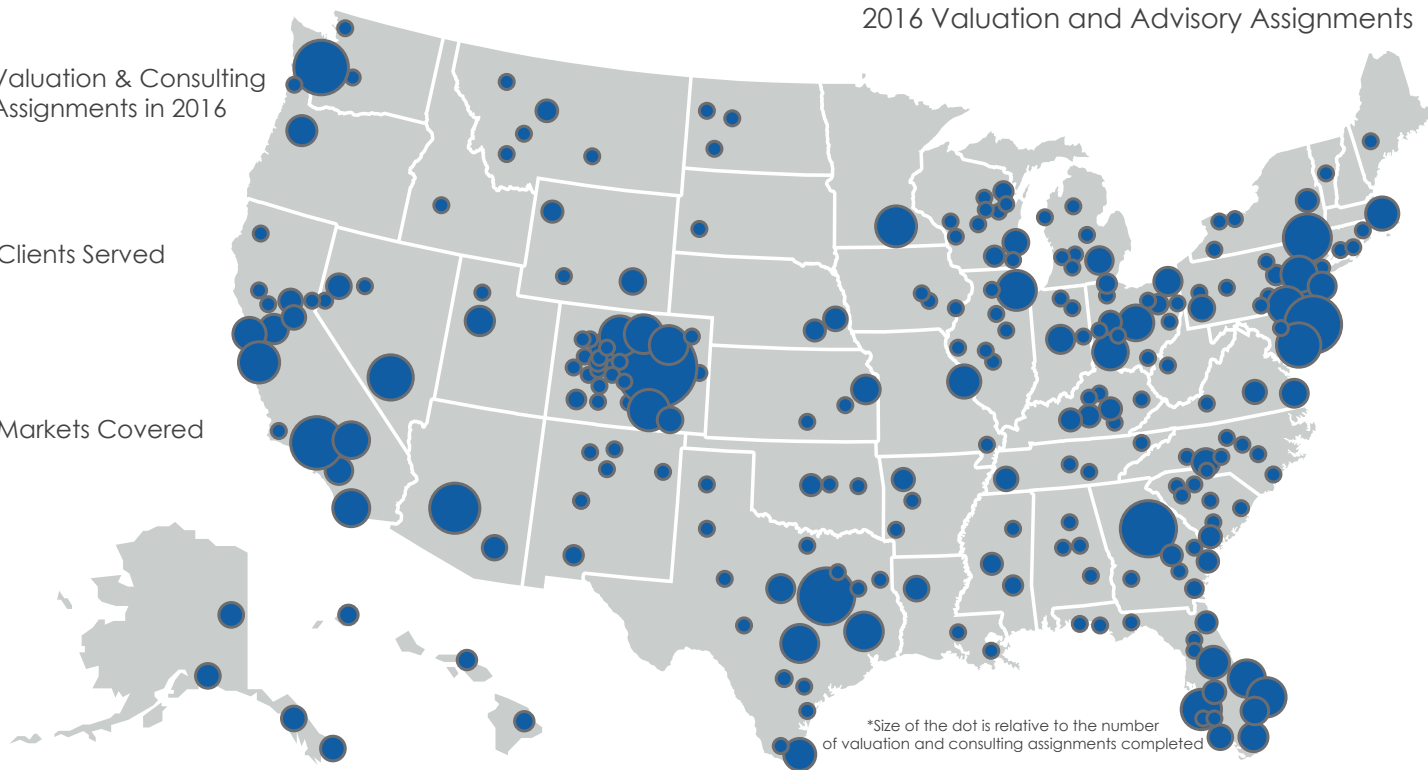 2016 Valuation and Advisory Assignments
Valuation & Consulting
Assignments in 2016
Clients Served
Markets Covered
*Size of the dot is relative to the number
of valuation and consulting assignments completed